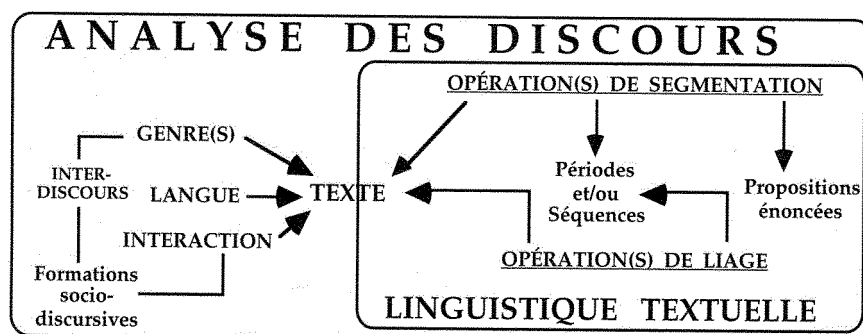 ANALYSE DES DISCOURS
OPÉRATION(S) DE SEGMENTATION
GENRE(S)
INTER-
DISCOURS
LANGUE
TEXTE
Périodes
et/ou
Séquences
Propositions
énoncées
INTERACTION
Formations
socio-
discursives
OPÉRATION(S) DE LIAGE
LINGUISTIQUE TEXTUELLE